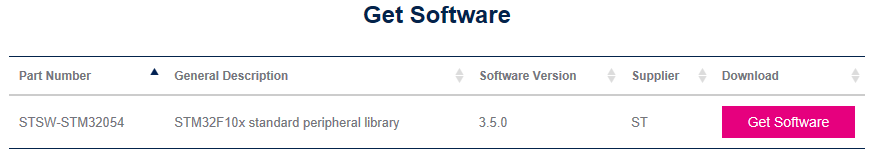 Get Software
Part Number General Description Software Version Supplier Download
STSW-STM32054 STM32F10x standard peripheral library 3.5.0 ST Get Software